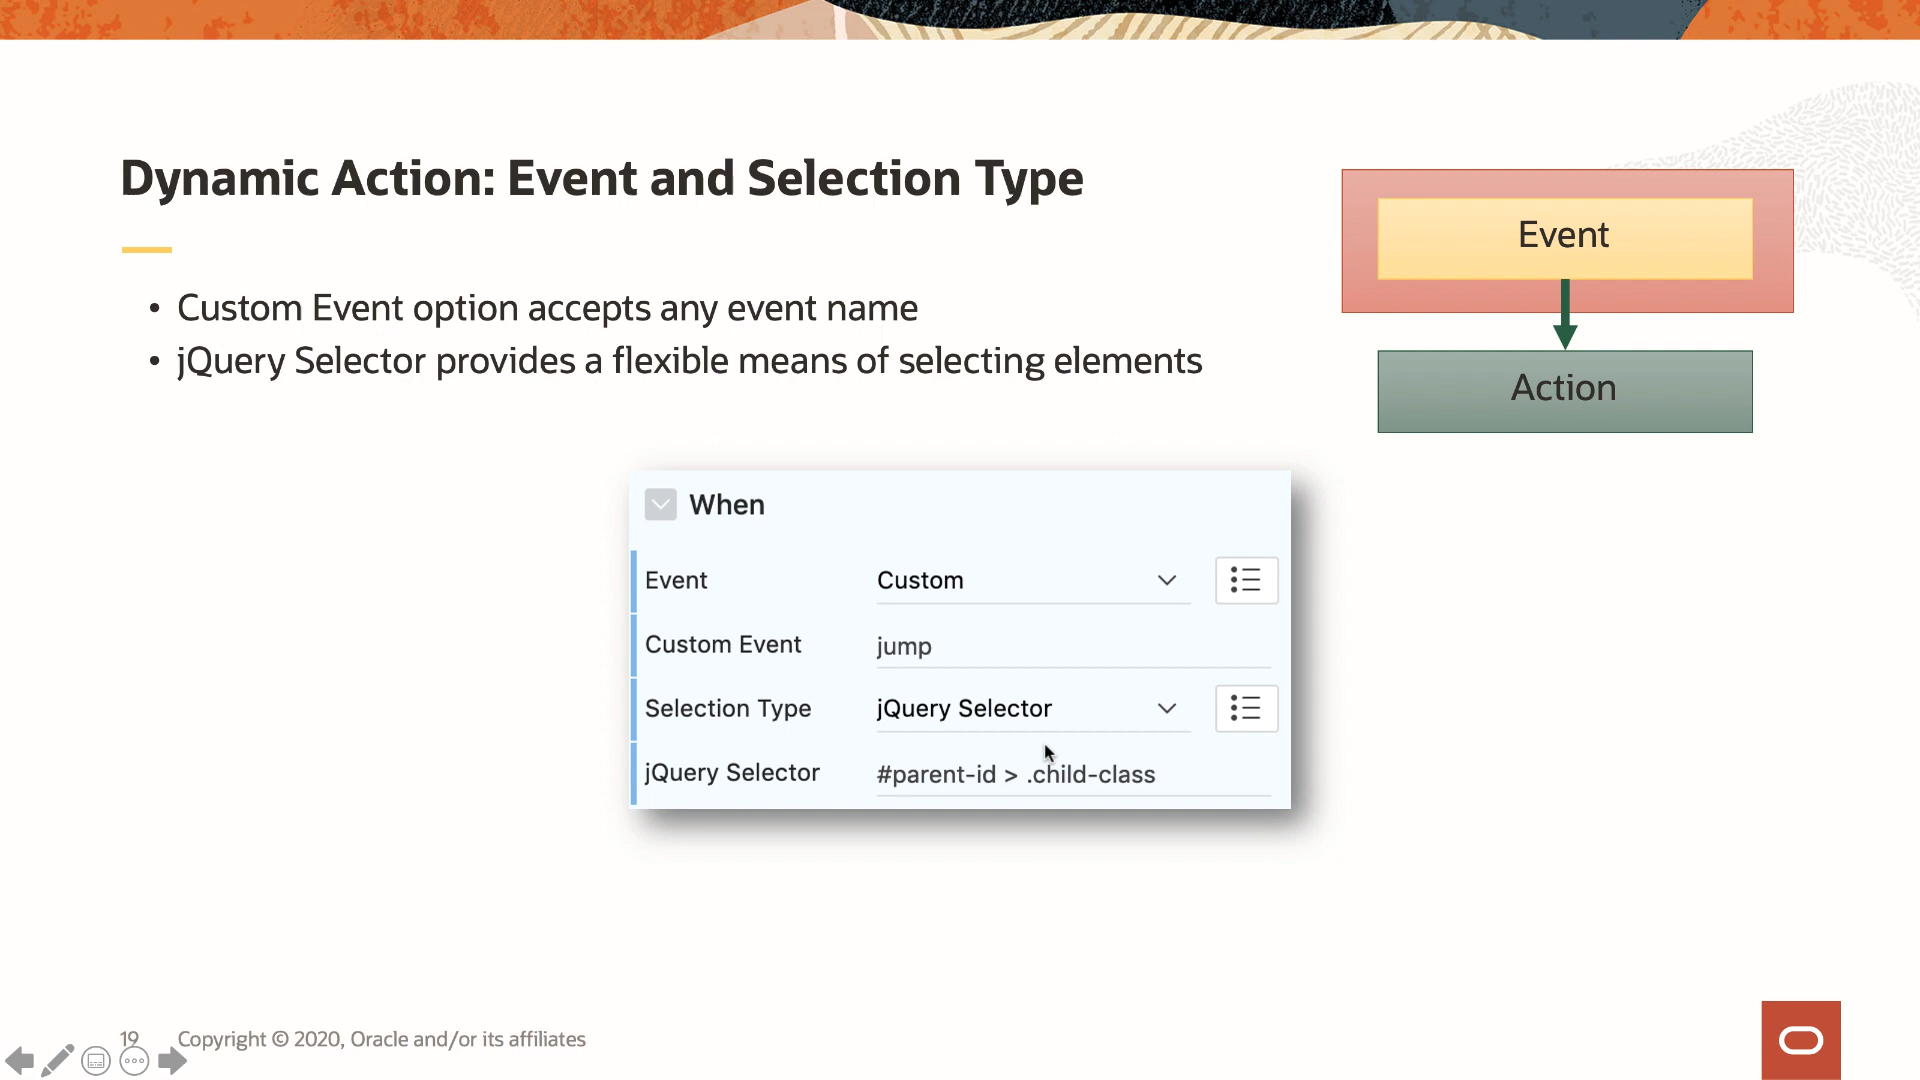 Dynamic Action: Event and Selection Type
• Custom Event option accepts any event name
• jQuery Selector provides a flexible means of selecting elements
Event
Action
When
Event Custom
Custom Event jump
Selection Type jQuery Selector
jQuery Selector #parent-id > .child-class
19 Copyright © 2020, Oracle and/or its affiliates